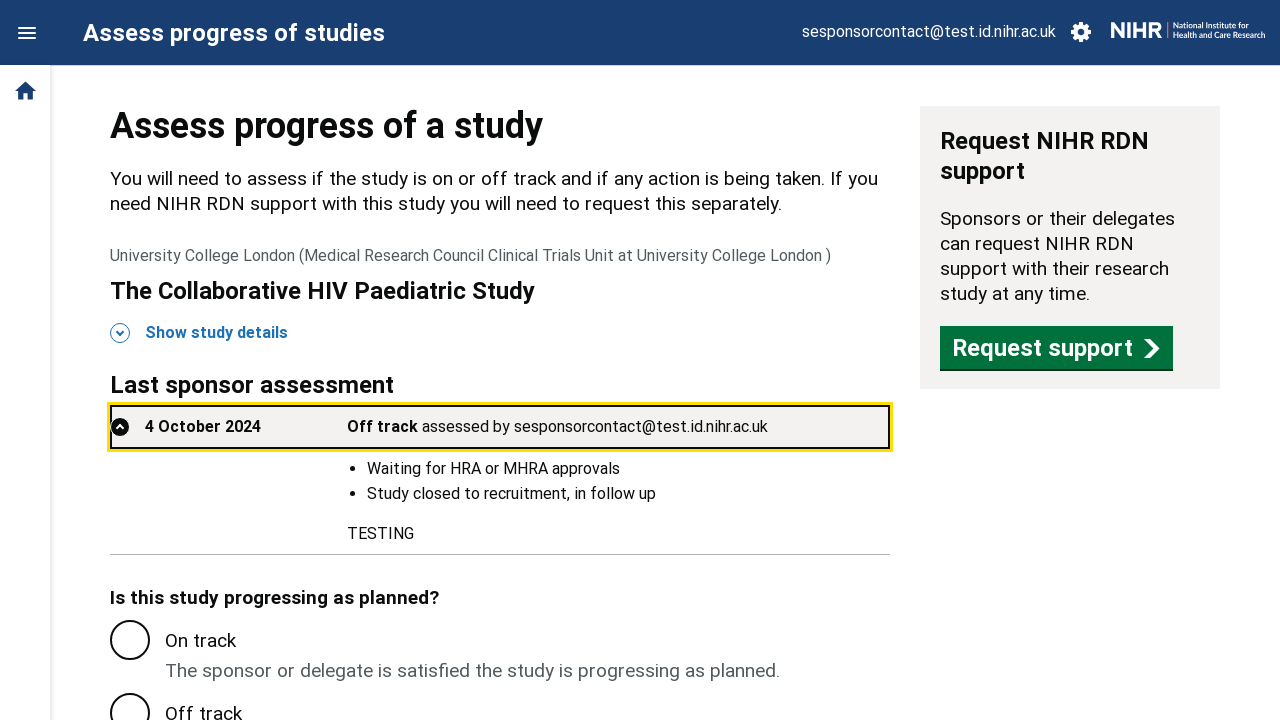 Assess progress of studies
sesponsorcontact@test.id.nihr.ac.uk
NIHR | National Institute for
Health and Care Research
Assess progress of a study
You will need to assess if the study is on or off track and if any action is being taken. If you
need NIHR RDN support with this study you will need to request this separately.
University College London (Medical Research Council Clinical Trials Unit at University College London )
The Collaborative HIV Paediatric Study
Show study details
Last sponsor assessment
4 October 2024 Off track assessed by sesponsorcontact@test.id.nihr.ac.uk
• Waiting for HRA or MHRA approvals
• Study closed to recruitment, in follow up
TESTING
Is this study progressing as planned?
On track
The sponsor or delegate is satisfied the study is progressing as planned.
Off track
Request NIHR RDN
support
Sponsors or their delegates
can request NIHR RDN
support with their research
study at any time.
Request support